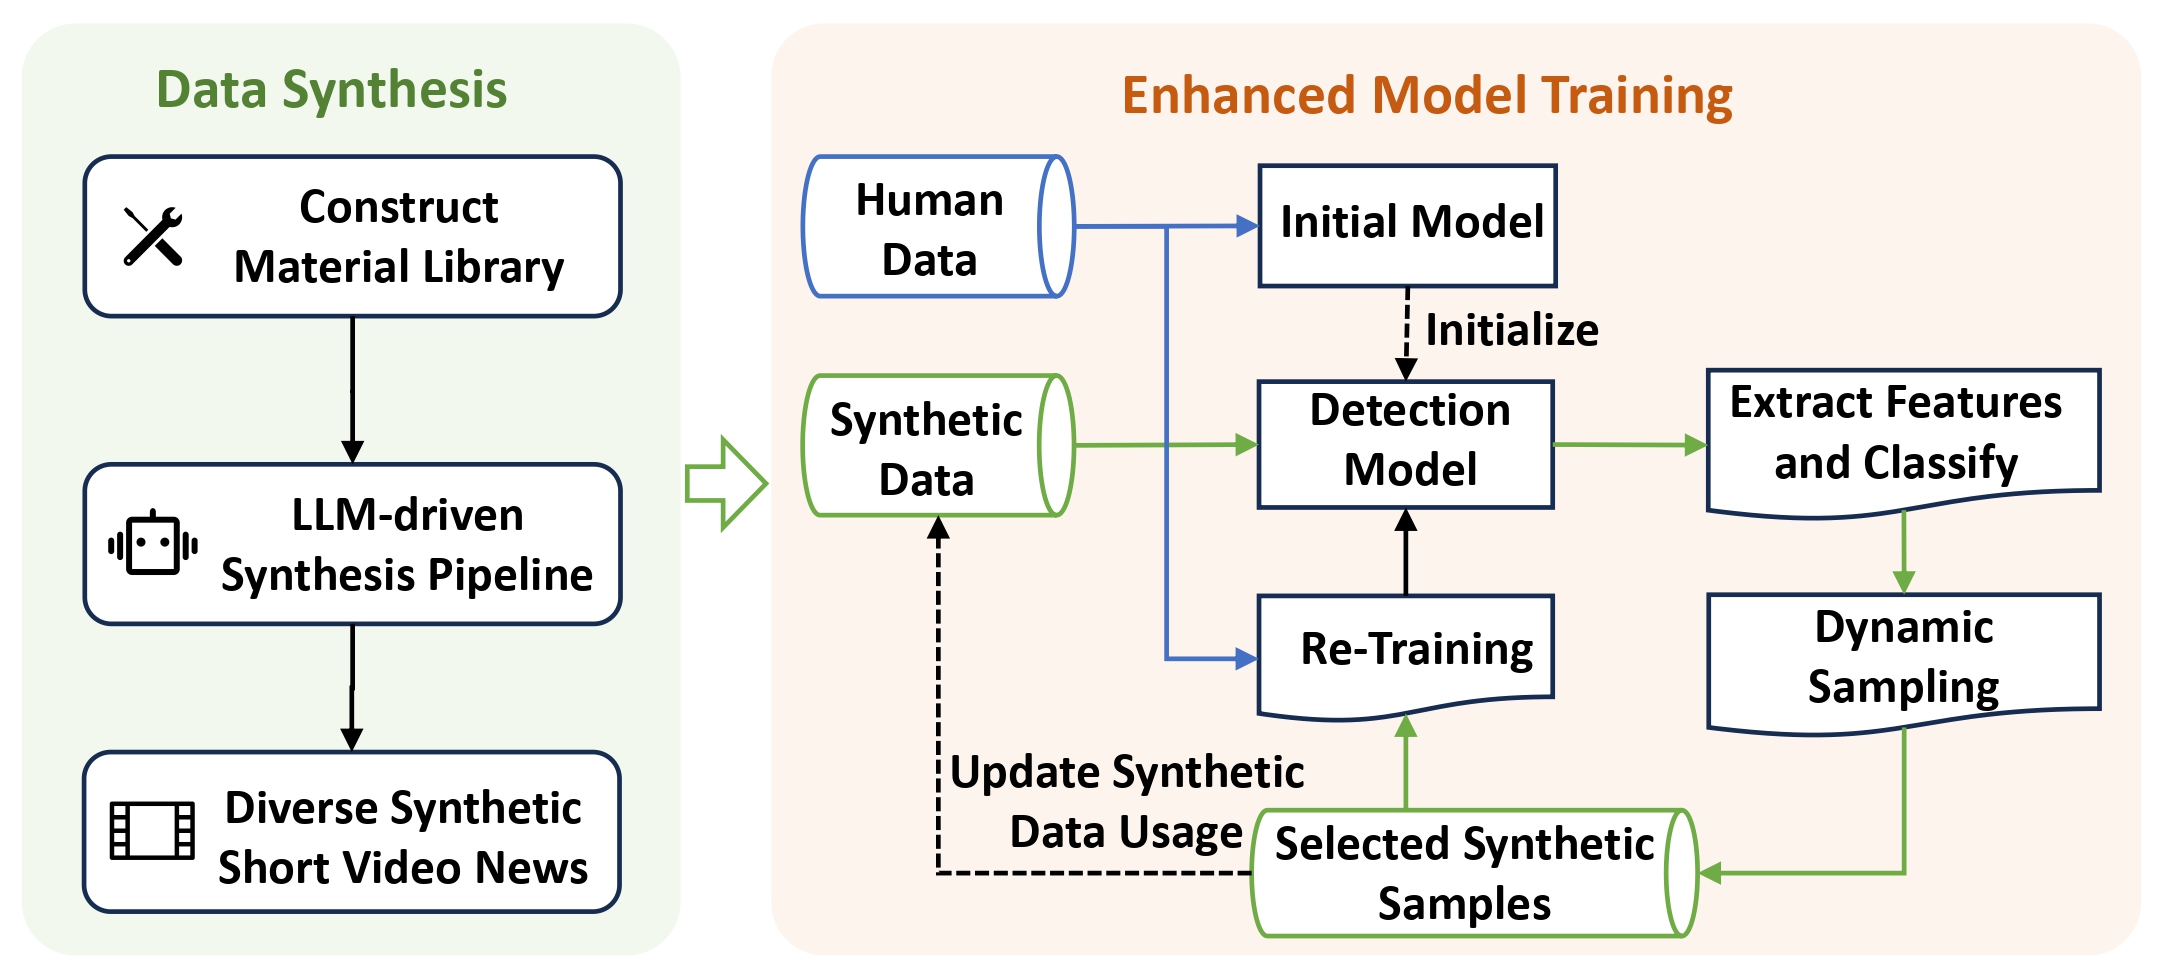 Data Synthesis
Construct
Material Library
LLM-driven
Synthesis Pipeline
Diverse Synthetic
Short Video News
Enhanced Model Training
Human
Data
Initial Model
Initialize
Synthetic
Data
Detection
Model
Extract Features
and Classify
Re-Training
Dynamic
Sampling
Update Synthetic
Data Usage
Selected Synthetic
Samples